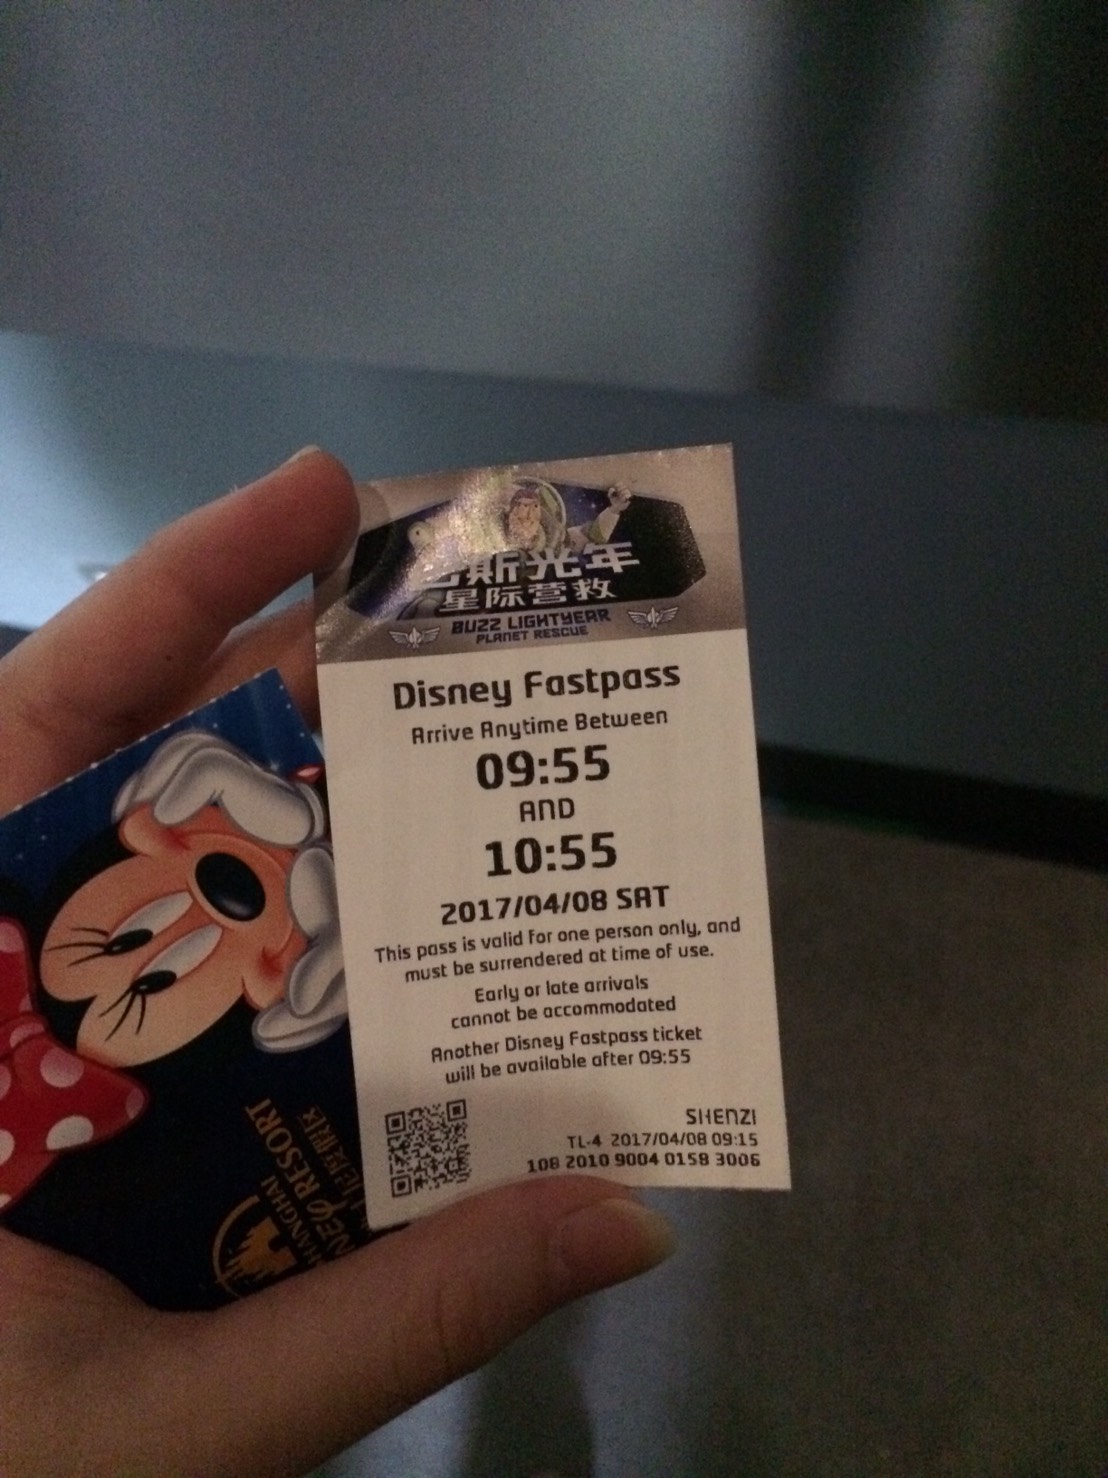 巴斯光年
星际营救
BUZZ LIGHTYEAR
PLANET RESCUE
Disney Fastpass
Arrive Anytime Between
09:55
AND
10:55
2017/04/08 SAT
This pass is valid for one person only, and
must be surrendered at time of use.
Early or late arrivals
cannot be accommodated
Another Disney Fastpass ticket
will be available after 09:55
SHENZI
TL-4 2017/04/08 09:15
108 2010 9004 0158 3006
SHANGHAI
RESORT